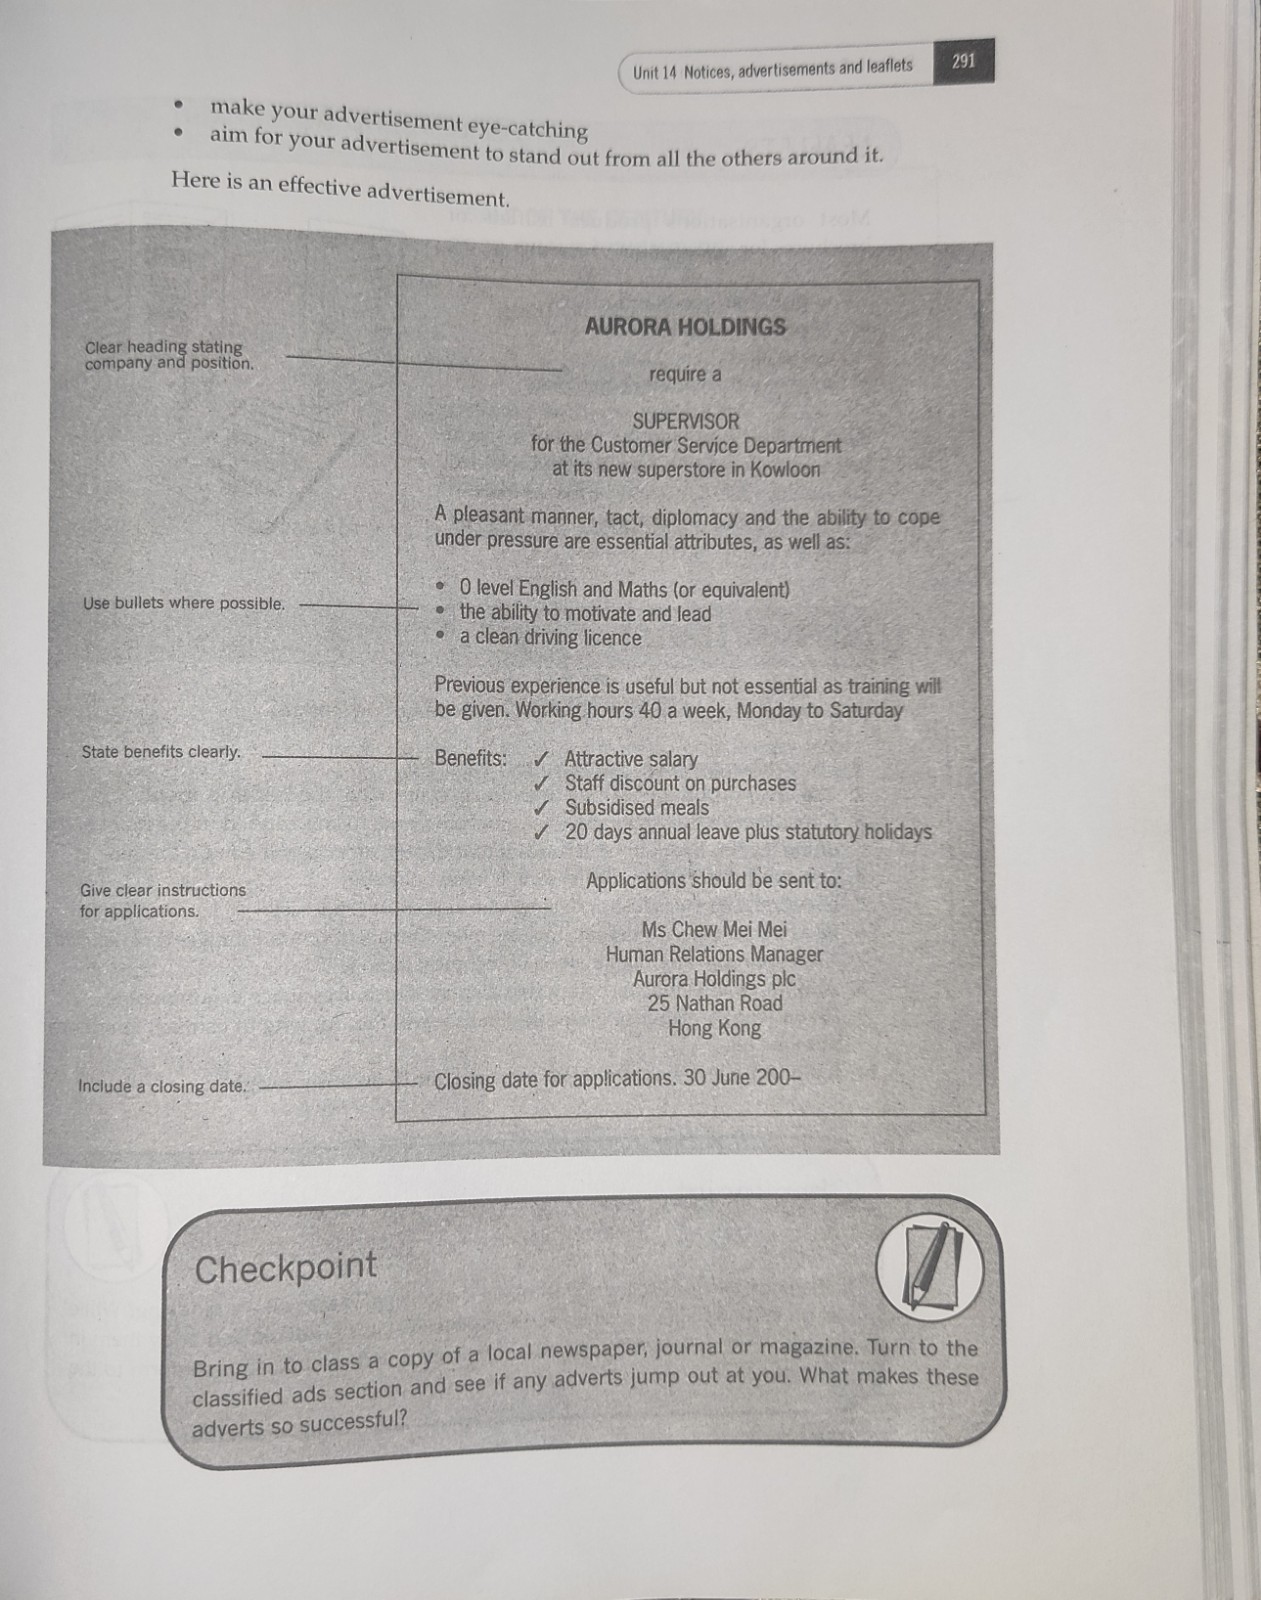 Unit 14 Notices, advertisements and leaflets 291
• make your advertisement eye-catching
• aim for your advertisement to stand out from all the others around it.
Here is an effective advertisement.
Clear heading stating
company and position.
AURORA HOLDINGS
require a
SUPERVISOR
for the Customer Service Department
at its new superstore in Kowloon
A pleasant manner, tact, diplomacy and the ability to cope
under pressure are essential attributes, as well as:
Use bullets where possible.
• O level English and Maths (or equivalent)
• the ability to motivate and lead
• a clean driving licence
Previous experience is useful but not essential as training will
be given. Working hours 40 a week, Monday to Saturday
State benefits clearly.
Benefits: ✓ Attractive salary
✓ Staff discount on purchases
✓ Subsidised meals
✓ 20 days annual leave plus statutory holidays
Give clear instructions
for applications.
Applications should be sent to:
Ms Chew Mei Mei
Human Relations Manager
Aurora Holdings plc
25 Nathan Road
Hong Kong
Include a closing date.
Closing date for applications. 30 June 200–
Checkpoint
Bring in to class a copy of a local newspaper, journal or magazine. Turn to the
classified ads section and see if any adverts jump out at you. What makes these
adverts so successful?